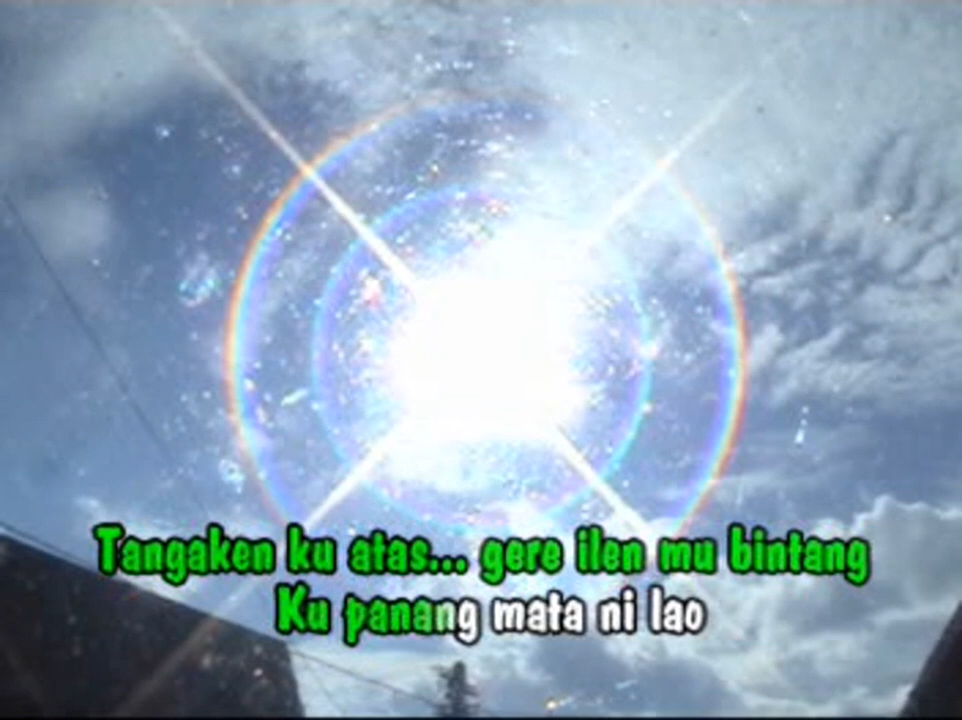 Tangaken ku atas... gere ilen mu bintang
Ku panang mata ni lao